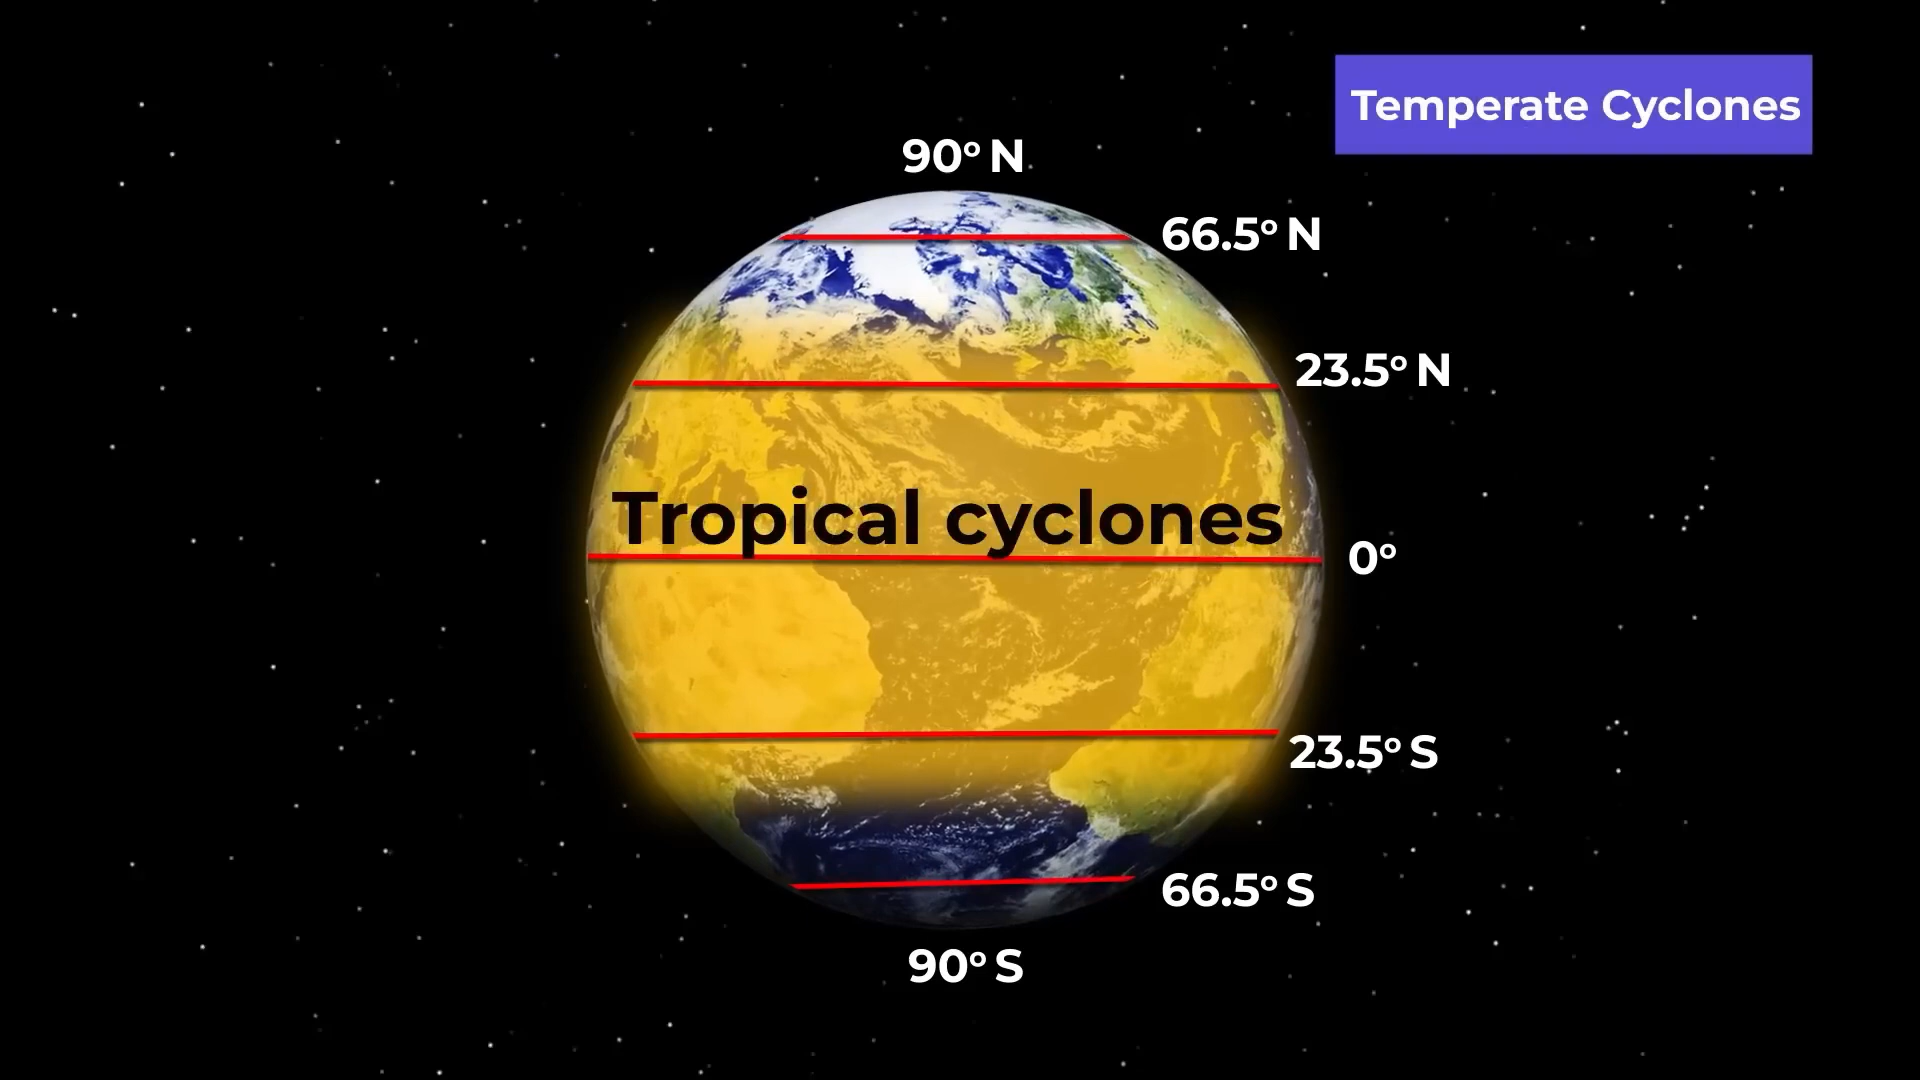 Temperate Cyclones
90° N
66.5° N
23.5° N
Tropical cyclones
0°
23.5° S
66.5° S
90° S